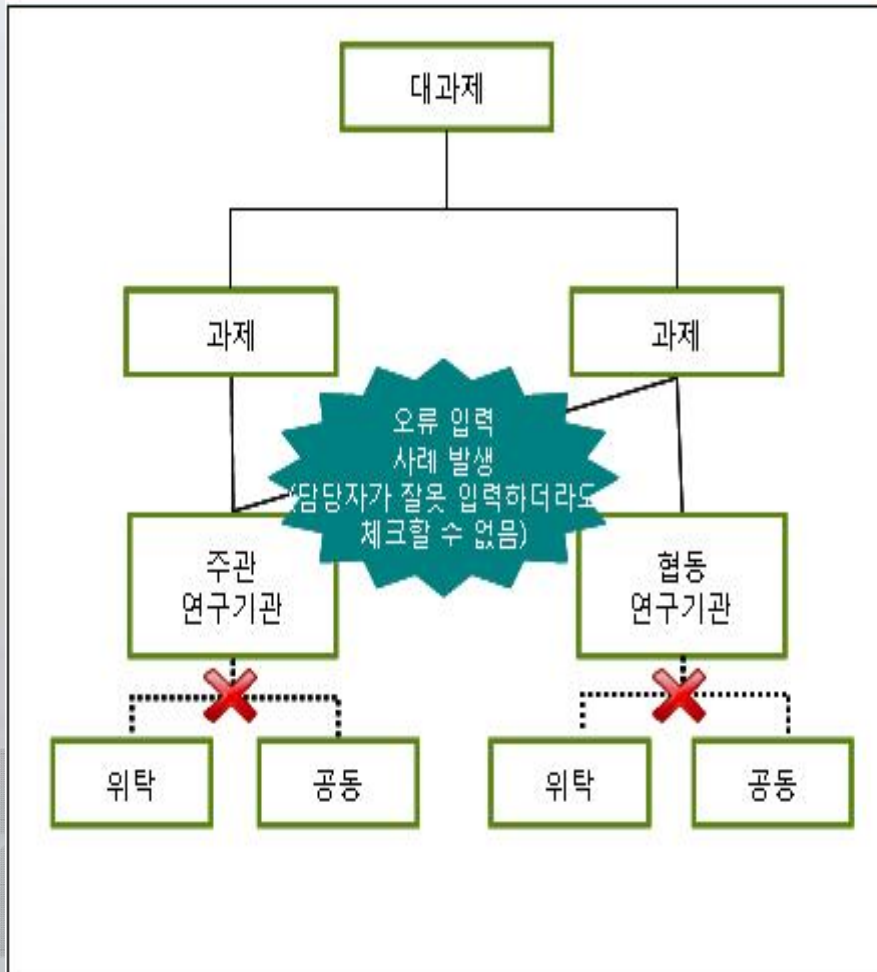 대과제
과제
과제
오류 입력
사례 발생
(담당자가 잘못 입력하더라도
체크할 수 없믐)
주관
연구기관
협동
연구기관
위탁
공동
위탁
공동